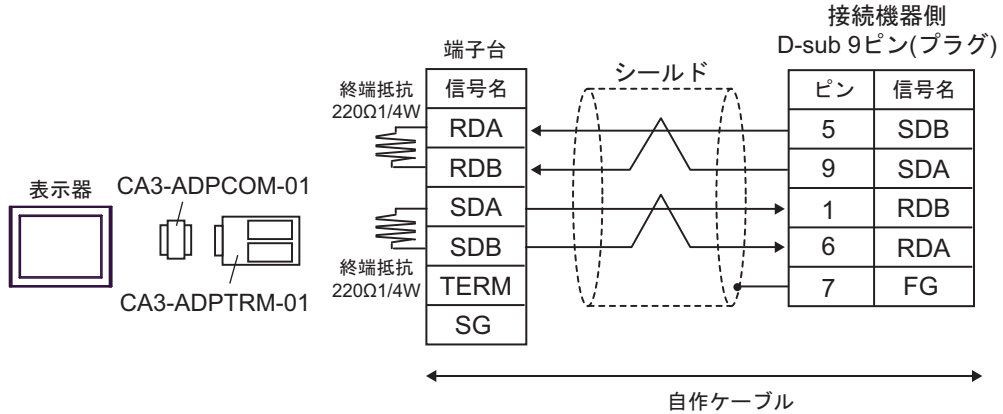 接続機器側
D-sub 9ピン(プラグ)
端子台
シールド
終端抵抗
220Ω1/4W
信号名
ピン 信号名
RDA 5 SDB
RDB 9 SDA
表示器
CA3-ADPCOM-01
SDA 1 RDB
SDB 6 RDA
終端抵抗
220Ω1/4W
TERM 7 FG
CA3-ADPTRM-01
SG
自作ケーブル